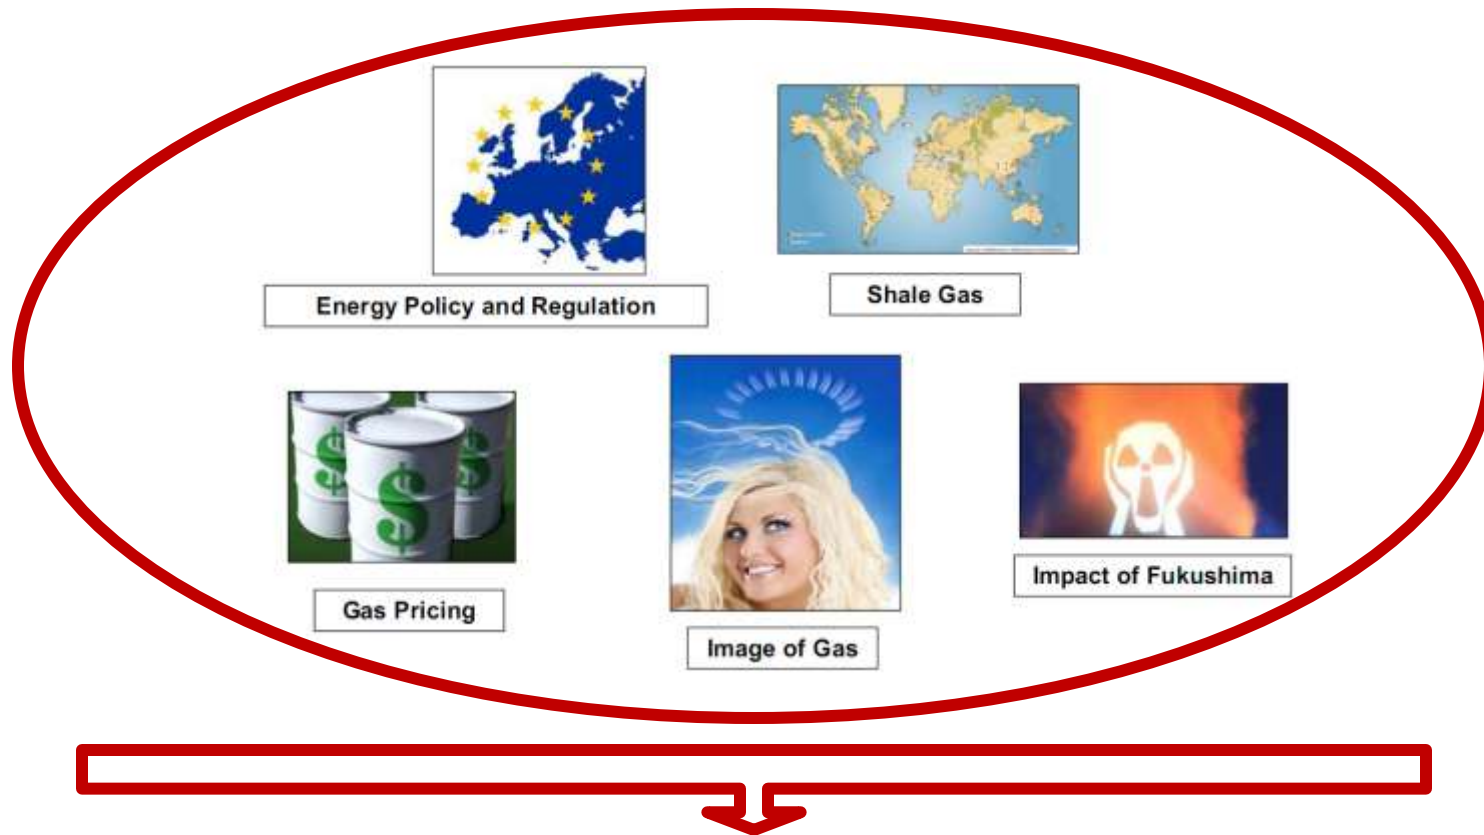 Energy Policy and Regulation
Shale Gas
$ $ $
Gas Pricing
Image of Gas
Impact of Fukushima